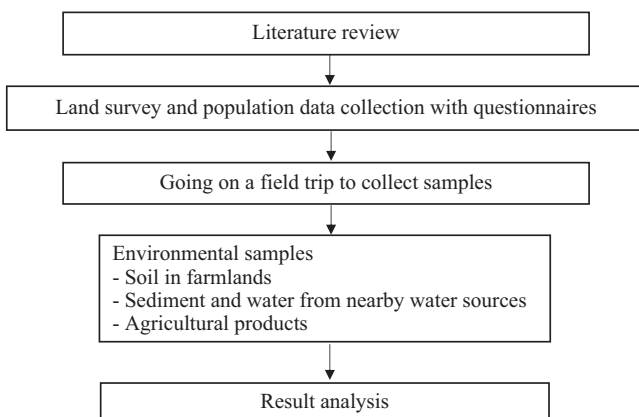 Literature review
Land survey and population data collection with questionnaires
Going on a field trip to collect samples
Environmental samples
- Soil in farmlands
- Sediment and water from nearby water sources
- Agricultural products
Result analysis